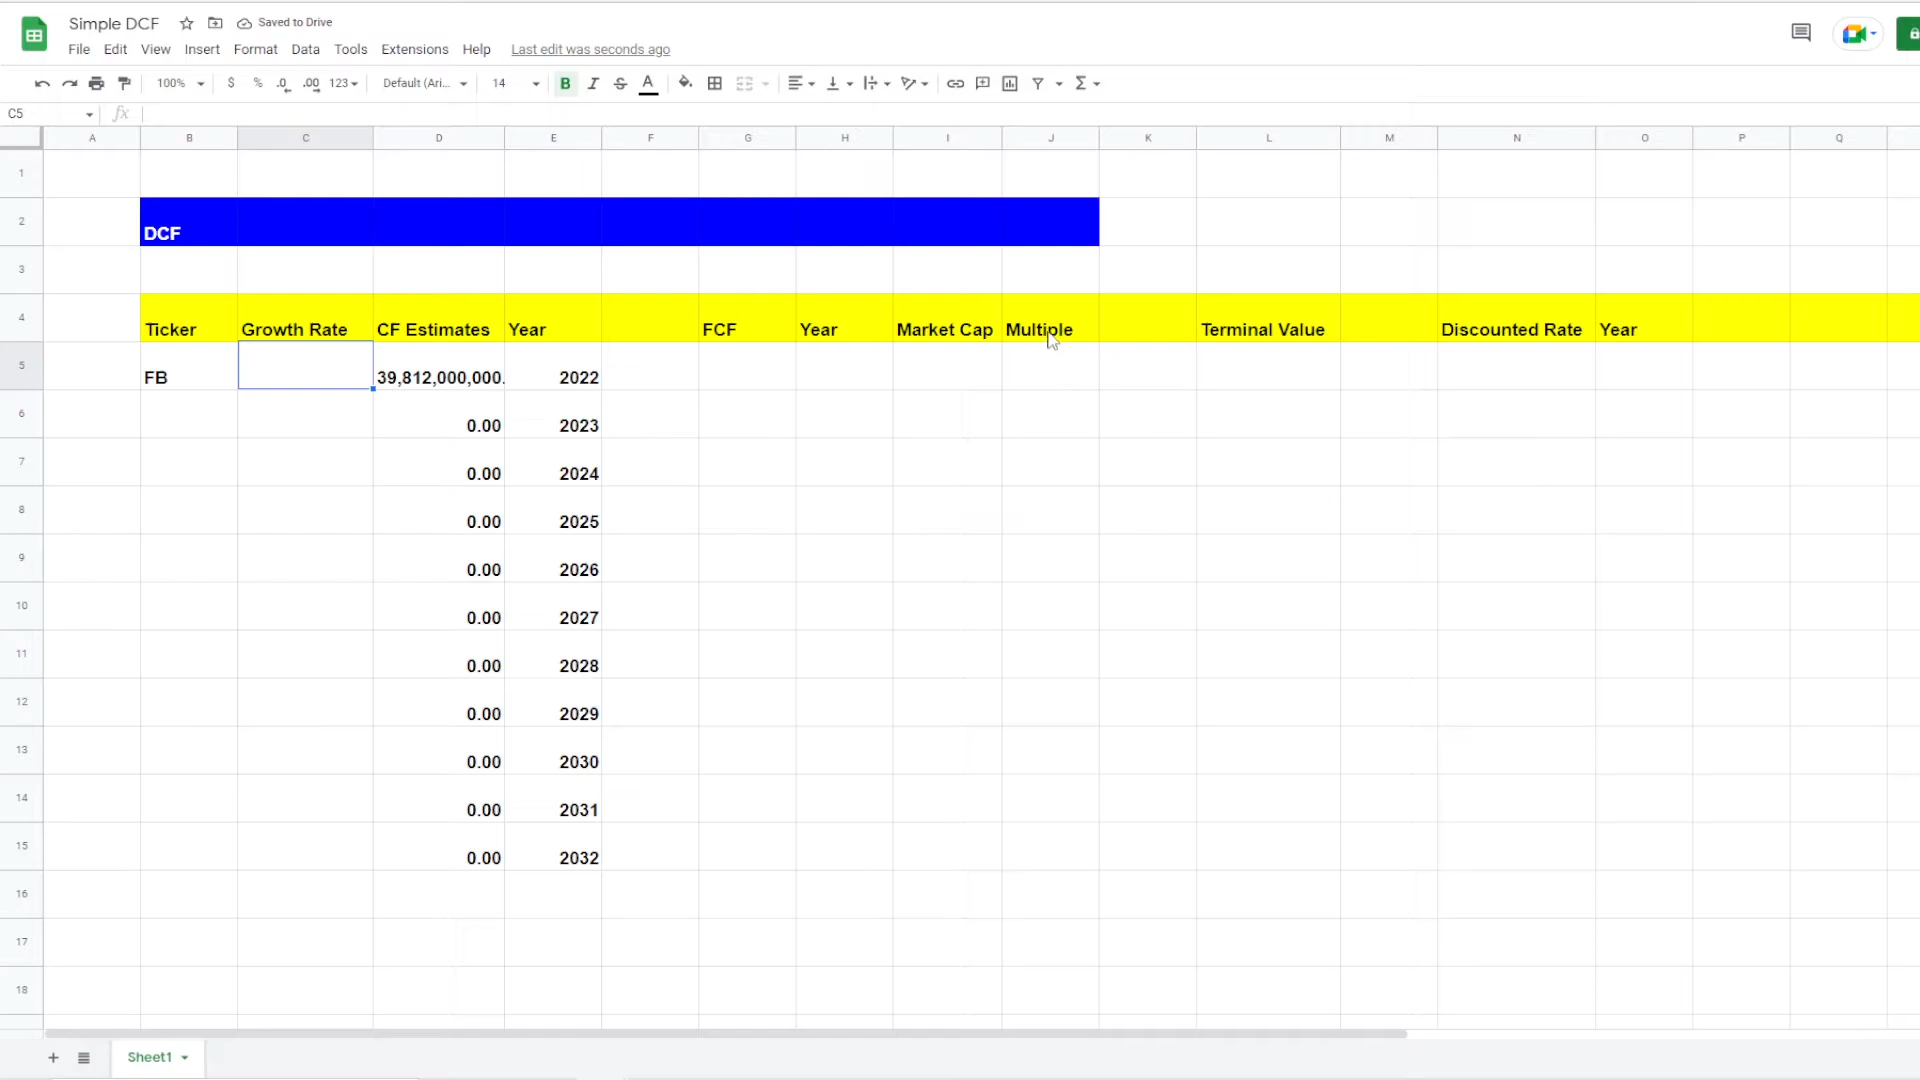 Simple DCF Saved to Drive
File Edit View Insert Format Data Tools Extensions Help Last edit was seconds ago
100% $ % .0 .00 123 Default (Ari... 14 B I S A Σ
C5 fx
A B C D E F G H I J K L M N O P Q
1
2 DCF
3
4 Ticker Growth Rate CF Estimates Year FCF Year Market Cap Multiple Terminal Value Discounted Rate Year
5 FB 39,812,000,000. 2022
6 0.00 2023
7 0.00 2024
8 0.00 2025
9 0.00 2026
10 0.00 2027
11 0.00 2028
12 0.00 2029
13 0.00 2030
14 0.00 2031
15 0.00 2032
16
17
18
+ Sheet1